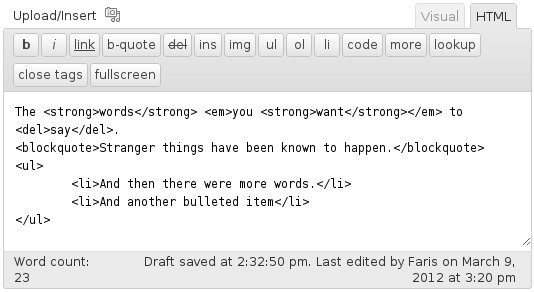 Upload/Insert Visual HTML
b i link b-quote del ins img ul ol li code more lookup
close tags fullscreen
The <strong>words</strong> <em>you <strong>want</strong></em> to
<del>say</del>.
<blockquote>Stranger things have been known to happen.</blockquote>
<ul>
<li>And then there were more words.</li>
<li>And another bulleted item</li>
</ul>
Word count: Draft saved at 2:32:50 pm. Last edited by Faris on March 9,
23 2012 at 3:20 pm